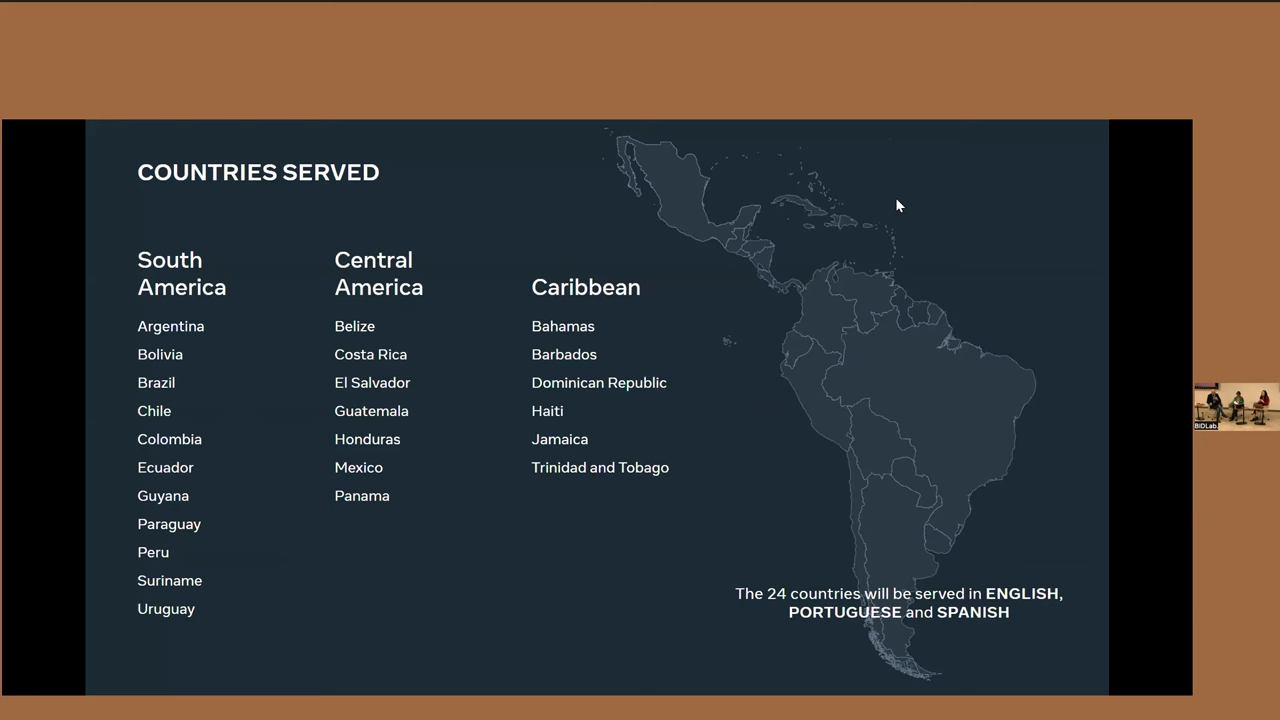 COUNTRIES SERVED
South
America
Argentina
Bolivia
Brazil
Chile
Colombia
Ecuador
Guyana
Paraguay
Peru
Suriname
Uruguay
Central
America
Belize
Costa Rica
El Salvador
Guatemala
Honduras
Mexico
Panama
Caribbean
Bahamas
Barbados
Dominican Republic
Haiti
Jamaica
Trinidad and Tobago
The 24 countries will be served in ENGLISH,
PORTUGUESE and SPANISH
BIDLab